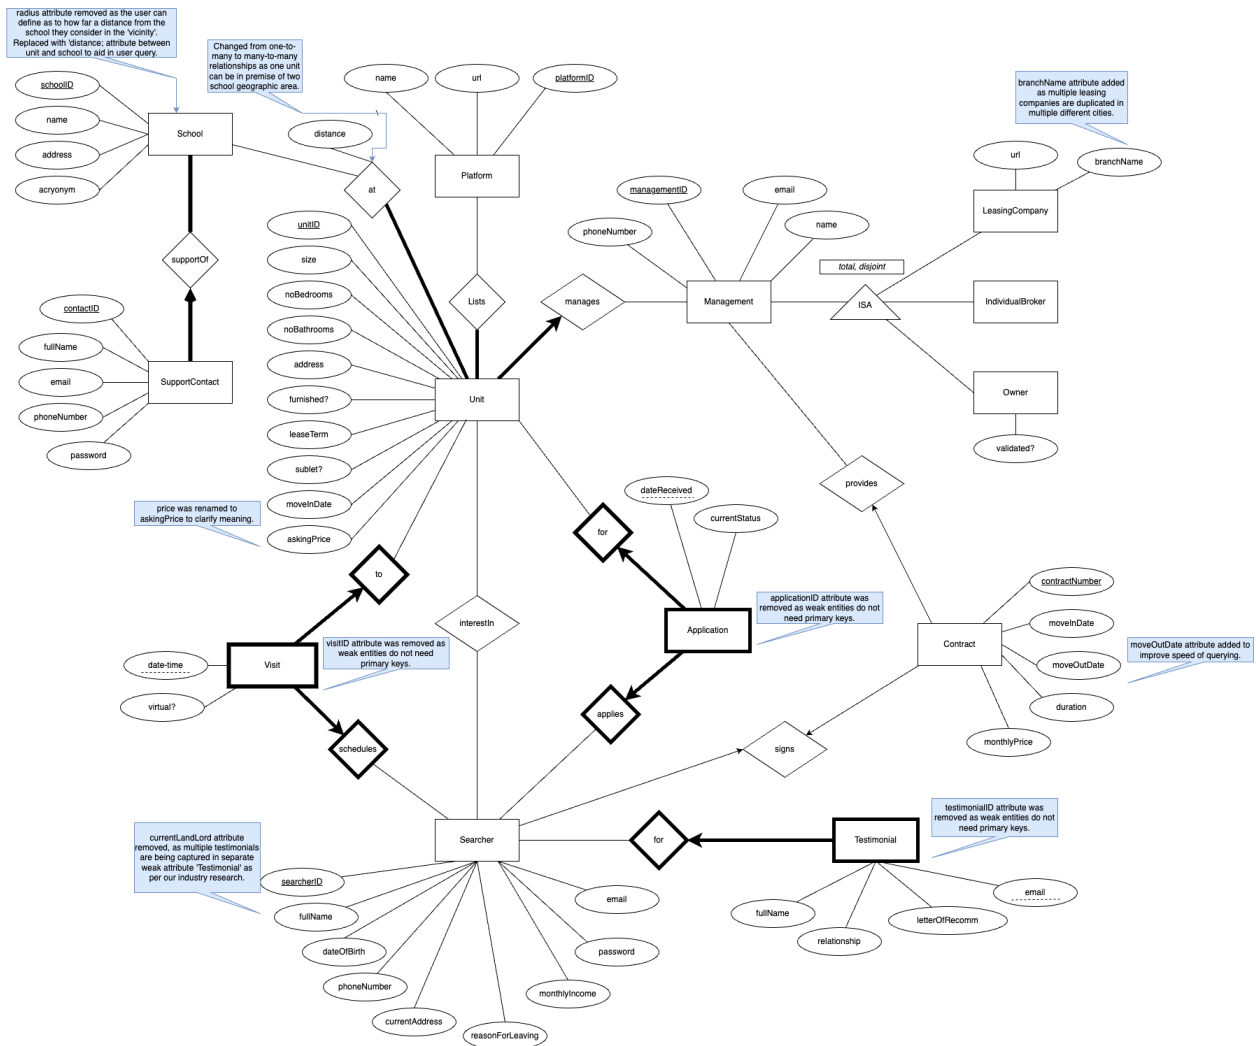 radius attribute removed as the user can
define as to how far a distance from the
school they consider in the 'vicinity'.
Replaced with 'distance; attribute between
unit and school to aid in user query.
Changed from one-to-
many to many-to-many
relationships as one unit
can be in premise of two
school geographic area.
schoolID
name
address
acryonym
School
distance
at
name
url
platformID
Platform
branchName attribute added
as multiple leasing
companies are duplicated in
multiple different cities.
url
branchName
LeasingCompany
managementID
email
phoneNumber
name
total, disjoint
supportOf
unitID
size
noBedrooms
noBathrooms
address
furnished?
leaseTerm
sublet?
moveInDate
askingPrice
Lists
manages
Management
ISA
IndividualBroker
Owner
validated?
contactID
fullName
email
phoneNumber
password
SupportContact
Unit
price was renamed to
askingPrice to clarify meaning.
dateReceived
currentStatus
provides
for
to
applicationID attribute was
removed as weak entities do not
need primary keys.
Application
interestIn
visitID attribute was removed as
weak entities do not need
primary keys.
date-time
virtual?
Visit
contractNumber
moveInDate
moveOutDate
duration
monthlyPrice
Contract
moveOutDate attribute added to
improve speed of querying.
applies
schedules
signs
testimonialID attribute was
removed as weak entities do not
need primary keys.
currentLandLord attribute
removed, as multiple testimonials
are being captured in separate
weak attribute 'Testimonial' as
per our industry research.
Searcher
for
Testimonial
searcherID
fullName
dateOfBirth
phoneNumber
currentAddress
reasonForLeaving
monthlyIncome
password
email
fullName
relationship
letterOfRecomm
email